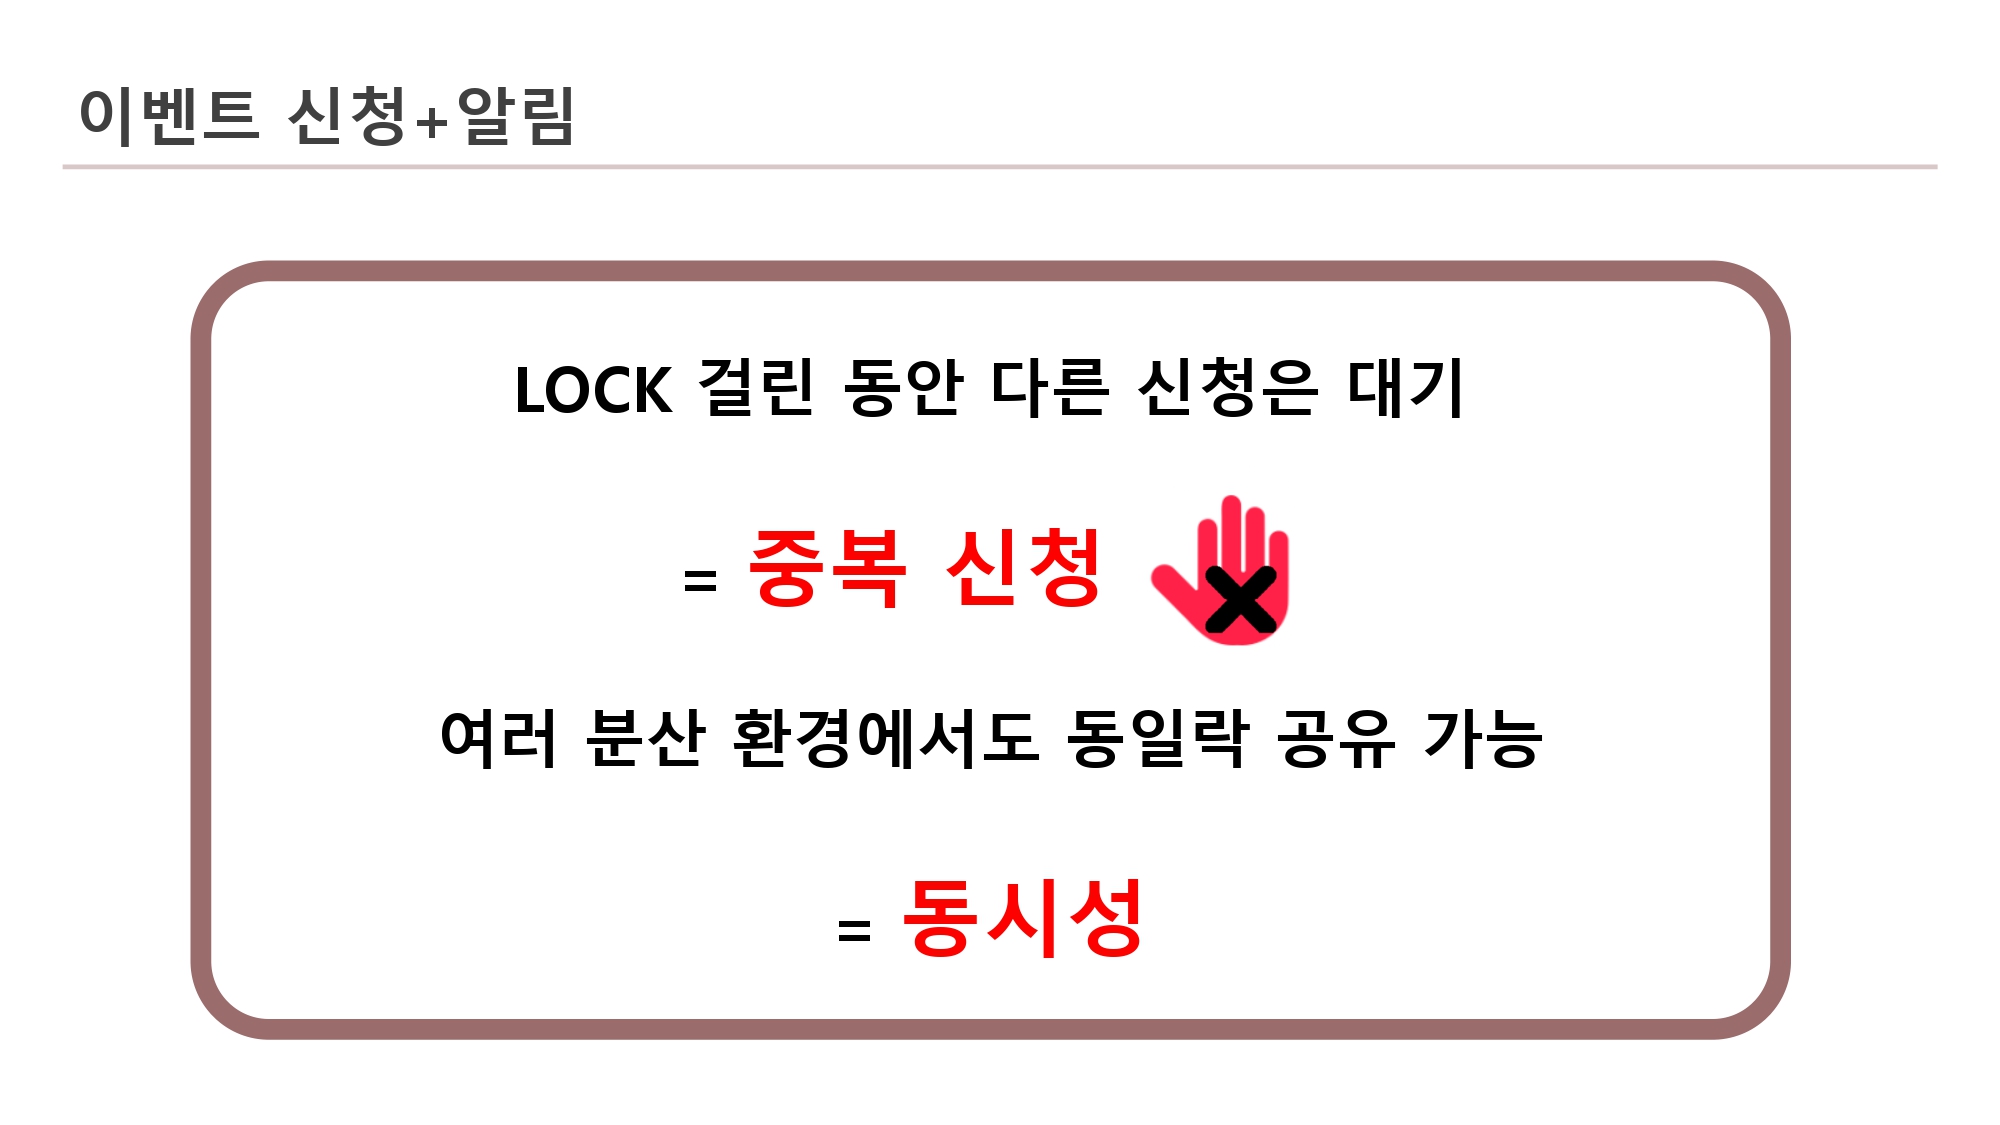 이벤트 신청+알림
LOCK 걸린 동안 다른 신청은 대기
= 중복 신청
여러 분산 환경에서도 동일락 공유 가능
= 동시성